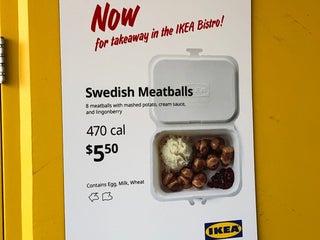 Now
for takeaway in the IKEA Bistro!
Swedish Meatballs
8 meatballs with mashed potato, cream sauce,
and lingonberry
470 cal
$5.50
Contains Egg, Milk, Wheat
IKEA